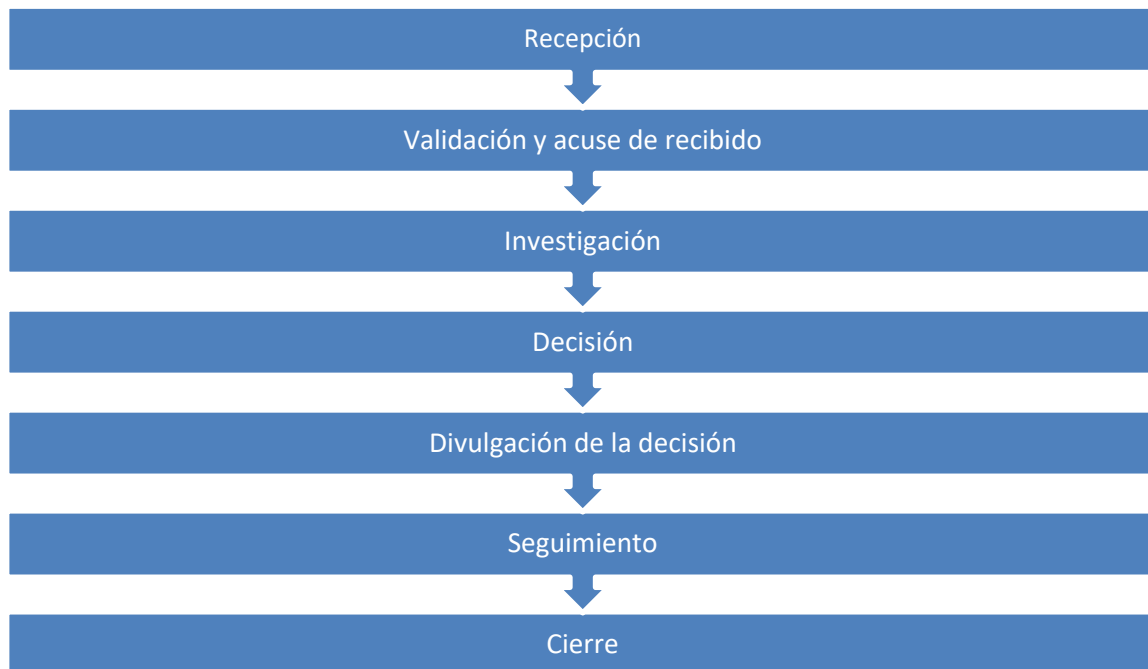 Recepción
Validación y acuse de recibido
Investigación
Decisión
Divulgación de la decisión
Seguimiento
Cierre